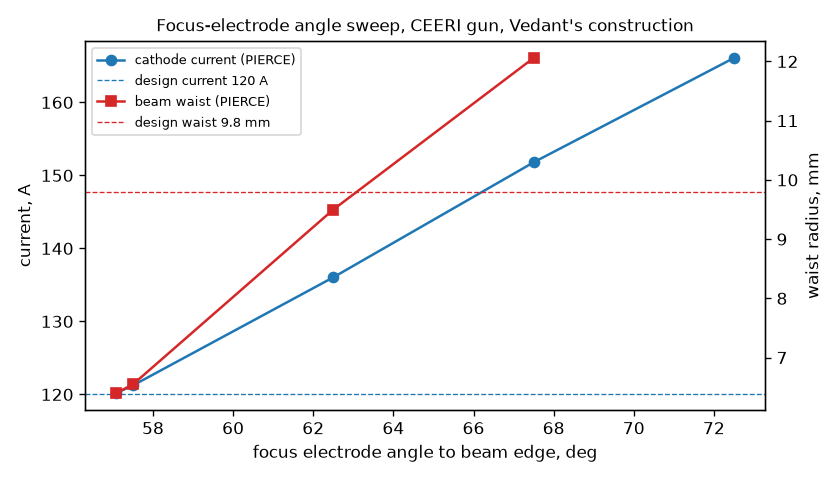 Focus-electrode angle sweep, CEERI gun, Vedant's construction
cathode current (PIERCE)
design current 120 A
beam waist (PIERCE)
design waist 9.8 mm
current, A
160
150
140
130
120
12
11
10
9
8
7
waist radius, mm
58
60
62
64
66
68
70
72
focus electrode angle to beam edge, deg